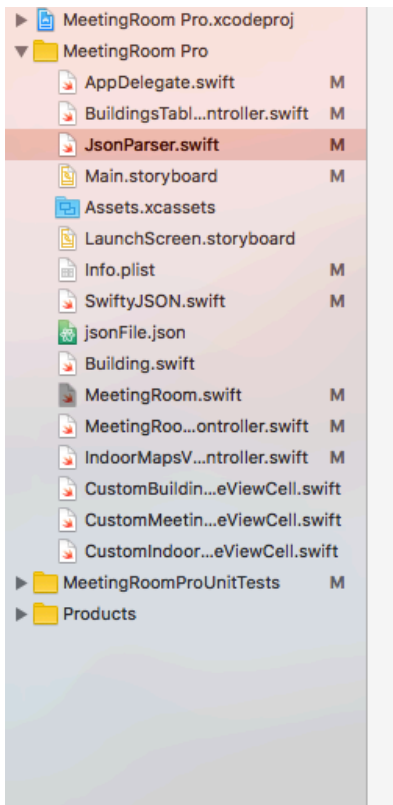 MeetingRoom Pro.xcodeproj
MeetingRoom Pro
AppDelegate.swift M
BuildingsTabl...ntroller.swift M
JsonParser.swift M
Main.storyboard M
Assets.xcassets
LaunchScreen.storyboard
Info.plist M
SwiftyJSON.swift M
jsonFile.json
Building.swift
MeetingRoom.swift M
MeetingRoo...ontroller.swift M
IndoorMapsV...ntroller.swift M
CustomBuildin...eViewCell.swift
CustomMeetin...eViewCell.swift
CustomIndoor...eViewCell.swift
MeetingRoomProUnitTests M
Products